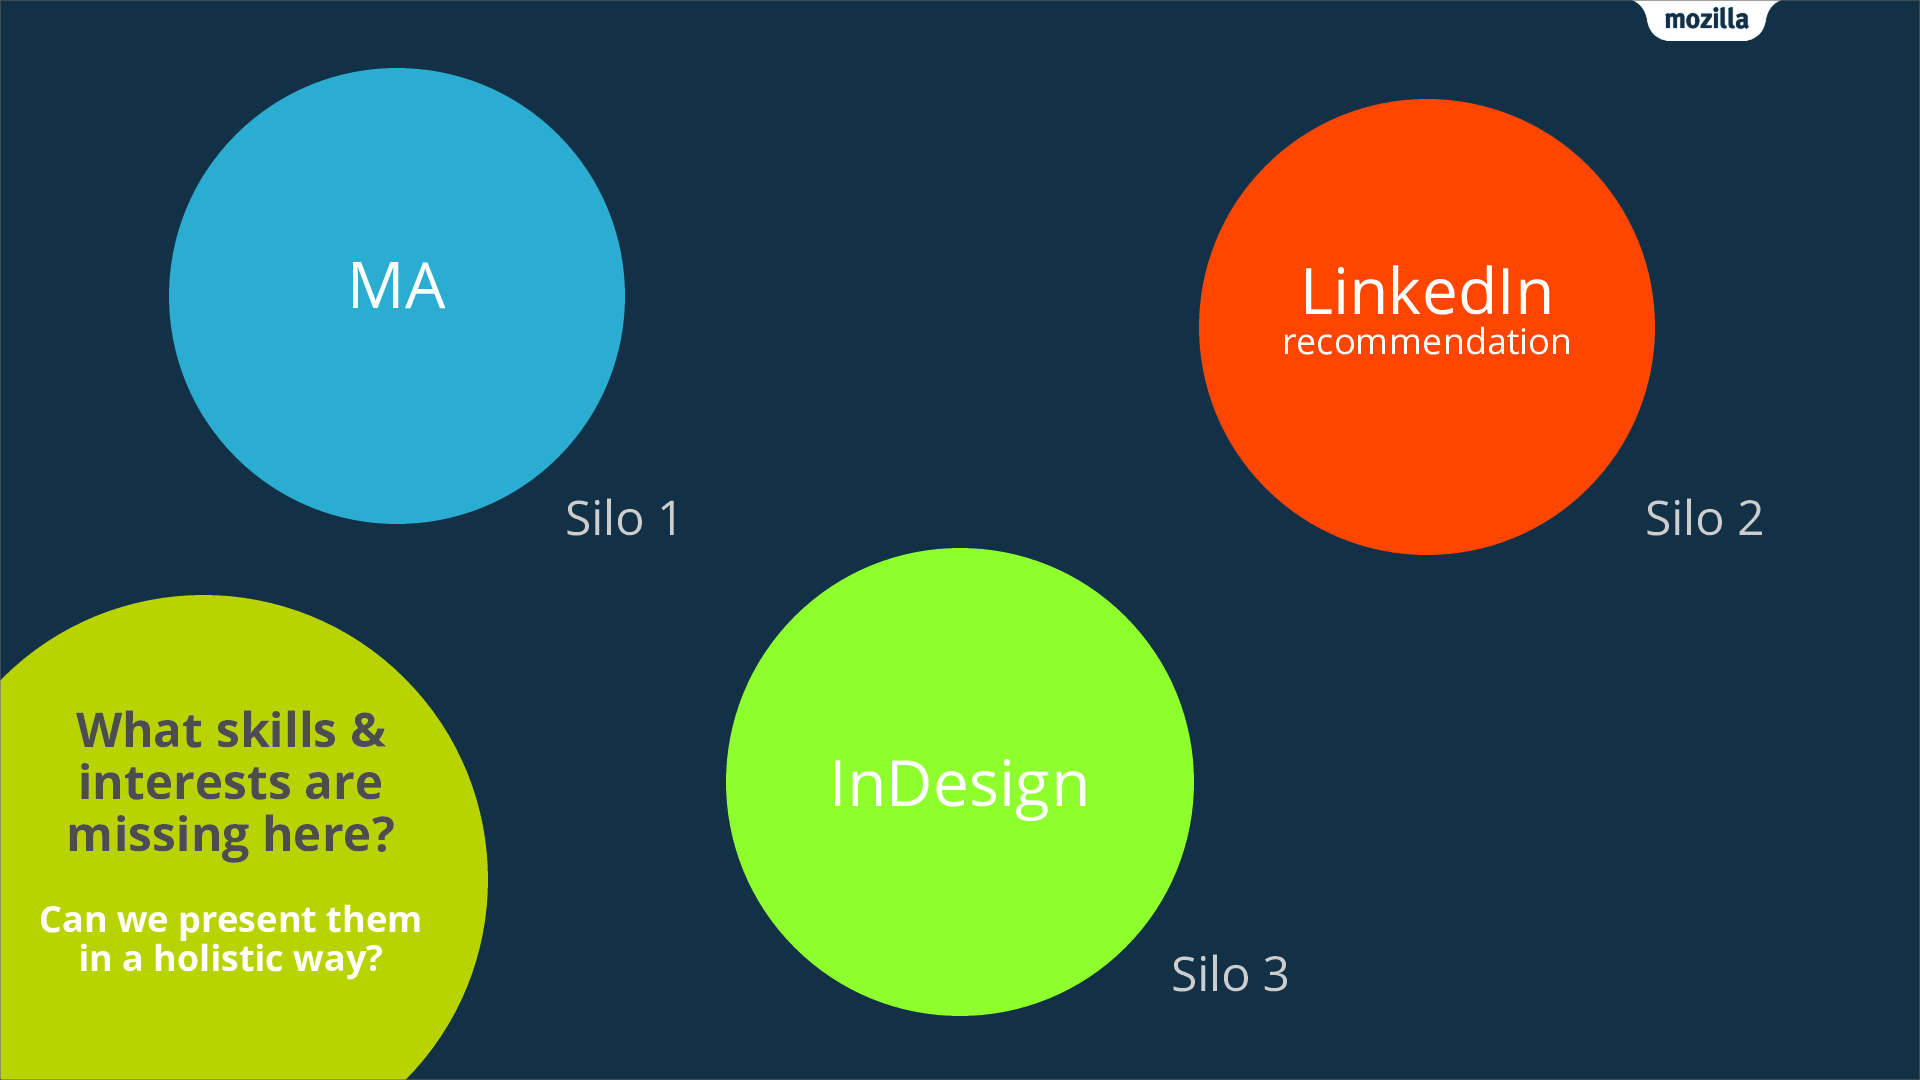 mozilla
MA
LinkedIn
recommendation
Silo 1
Silo 2
What skills &
interests are
missing here?
Can we present them
in a holistic way?
InDesign
Silo 3